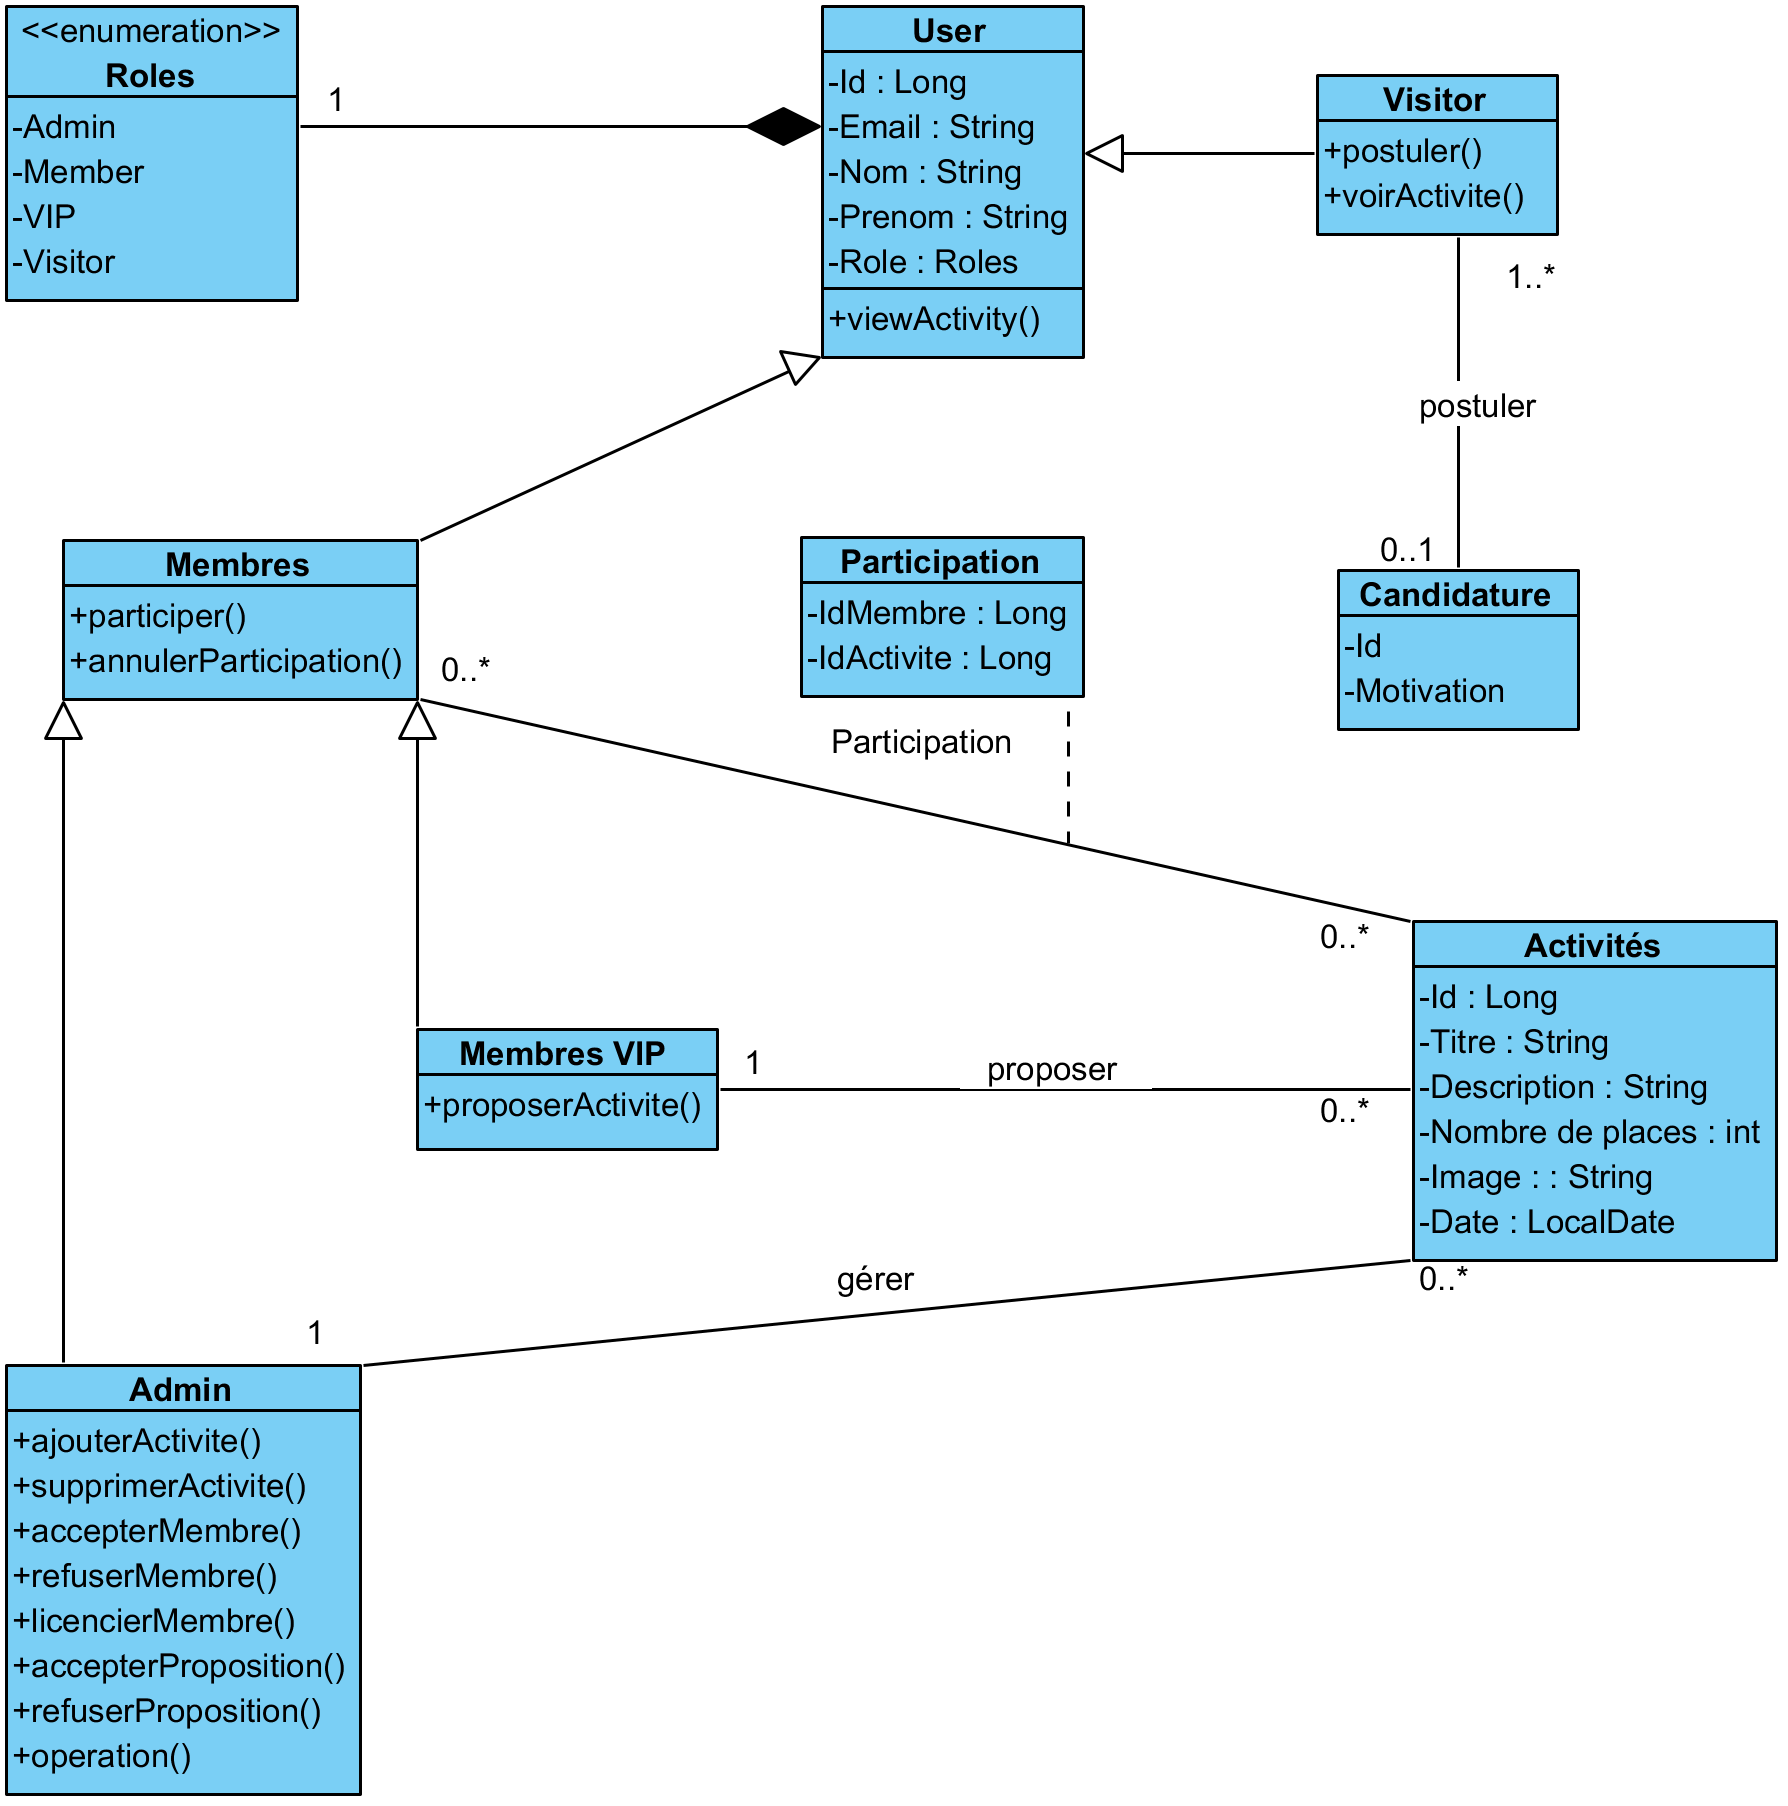 <<enumeration>>
Roles
-Admin
-Member
-VIP
-Visitor
1
User
-Id : Long
-Email : String
-Nom : String
-Prenom : String
-Role : Roles
+viewActivity()
Visitor
+postuler()
+voirActivite()
1..*
postuler
0..1
Candidature
-Id
-Motivation
Membres
+participer()
+annulerParticipation()
0..*
Participation
-IdMembre : Long
-IdActivite : Long
Participation
0..*
Activités
-Id : Long
-Titre : String
-Description : String
-Nombre de places : int
-Image : : String
-Date : LocalDate
Membres VIP
+proposerActivite()
1
proposer
0..*
gérer
0..*
1
Admin
+ajouterActivite()
+supprimerActivite()
+accepterMembre()
+refuserMembre()
+licencierMembre()
+accepterProposition()
+refuserProposition()
+operation()